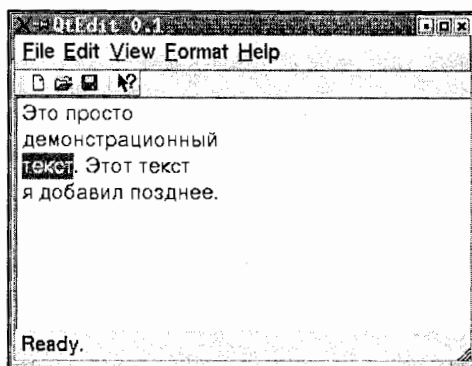 QtEdit 0.1
File Edit View Format Help
Это просто
демонстрационный
текст. Этот текст
я добавил позднее.
Ready.